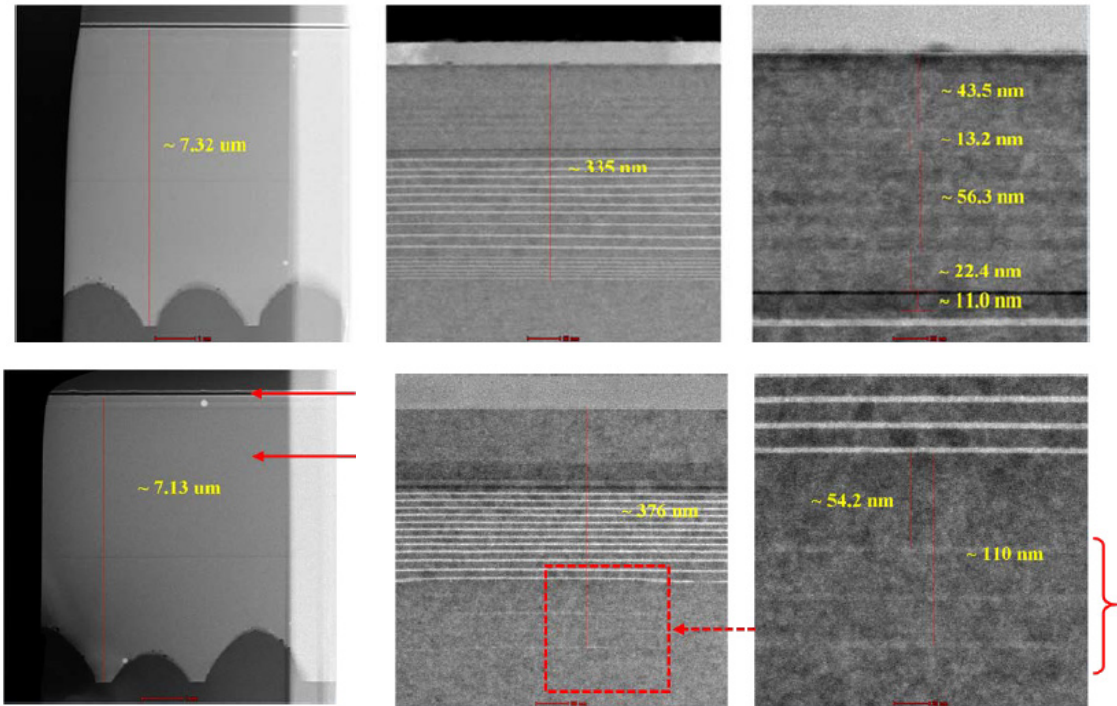 ~ 7.32 um
~ 335 nm
~ 43.5 nm
~ 13.2 nm
~ 56.3 nm
~ 22.4 nm
~ 11.0 nm
~ 7.13 um
~ 376 nm
~ 54.2 nm
~ 110 nm